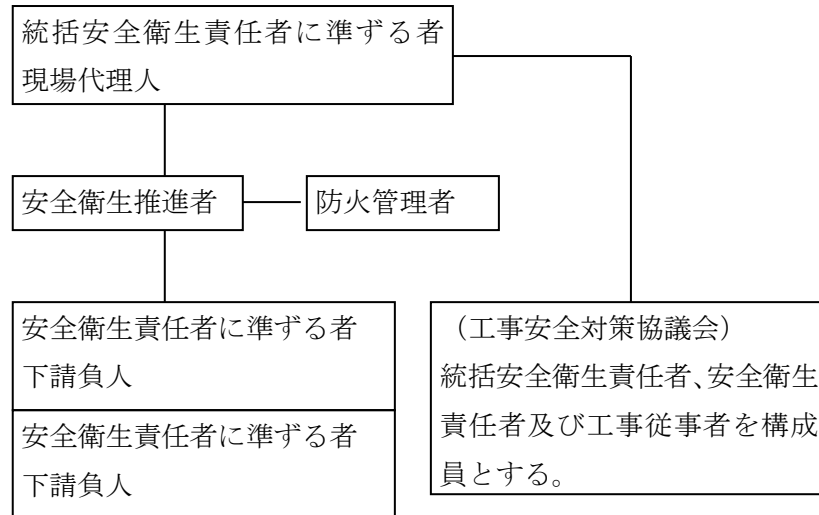 統括安全衛生責任者に準ずる者
現場代理人
安全衛生推進者
防火管理者
安全衛生責任者に準ずる者
下請負人
安全衛生責任者に準ずる者
下請負人
（工事安全対策協議会）
統括安全衛生責任者、安全衛生
責任者及び工事従事者を構成
員とする。